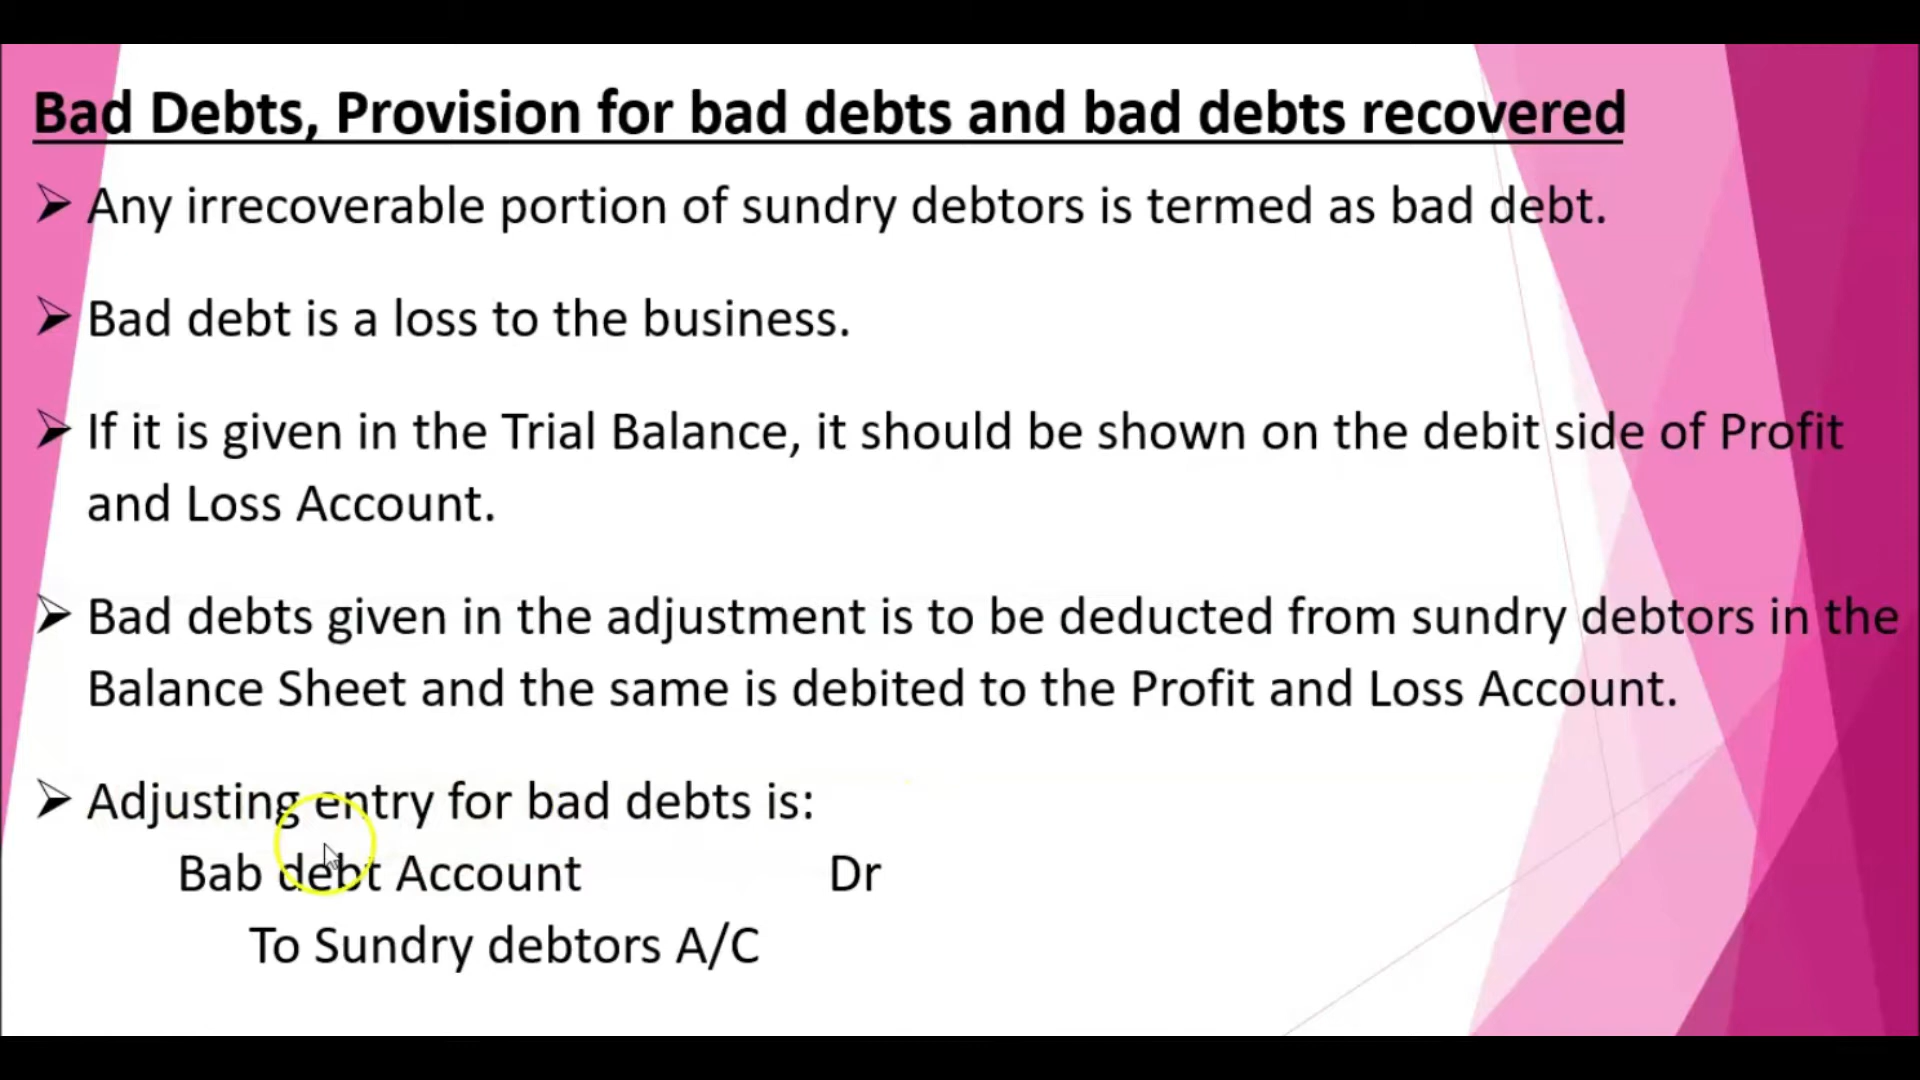 Bad Debts, Provision for bad debts and bad debts recovered
➢ Any irrecoverable portion of sundry debtors is termed as bad debt.
➢ Bad debt is a loss to the business.
➢ If it is given in the Trial Balance, it should be shown on the debit side of Profit
and Loss Account.
➢ Bad debts given in the adjustment is to be deducted from sundry debtors in the
Balance Sheet and the same is debited to the Profit and Loss Account.
➢ Adjusting entry for bad debts is:
Bab debt Account Dr
To Sundry debtors A/C